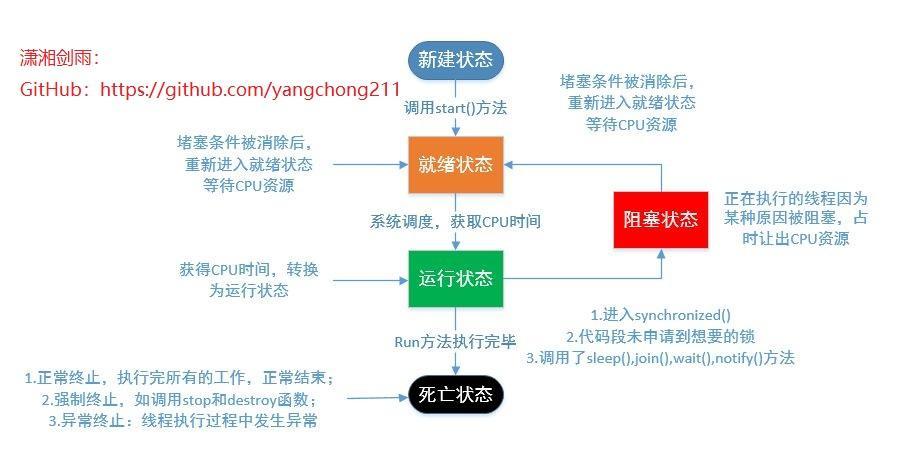 潇湘剑雨：
GitHub：https://github.com/yangchong211
新建状态
调用start()方法
堵塞条件被消除后，
重新进入就绪状态
等待CPU资源
堵塞条件被消除后，
重新进入就绪状态
等待CPU资源
就绪状态
阻塞状态
正在执行的线程因为
某种原因被阻塞，占
时让出CPU资源
系统调度，获取CPU时间
获得CPU时间，转换
为运行状态
运行状态
1.进入synchronized()
2.代码段未申请到想要的锁
3.调用了sleep(),join(),wait(),notify()方法
Run方法执行完毕
1.正常终止，执行完所有的工作，正常结束；
2.强制终止，如调用stop和destroy函数；
3.异常终止：线程执行过程中发生异常
死亡状态